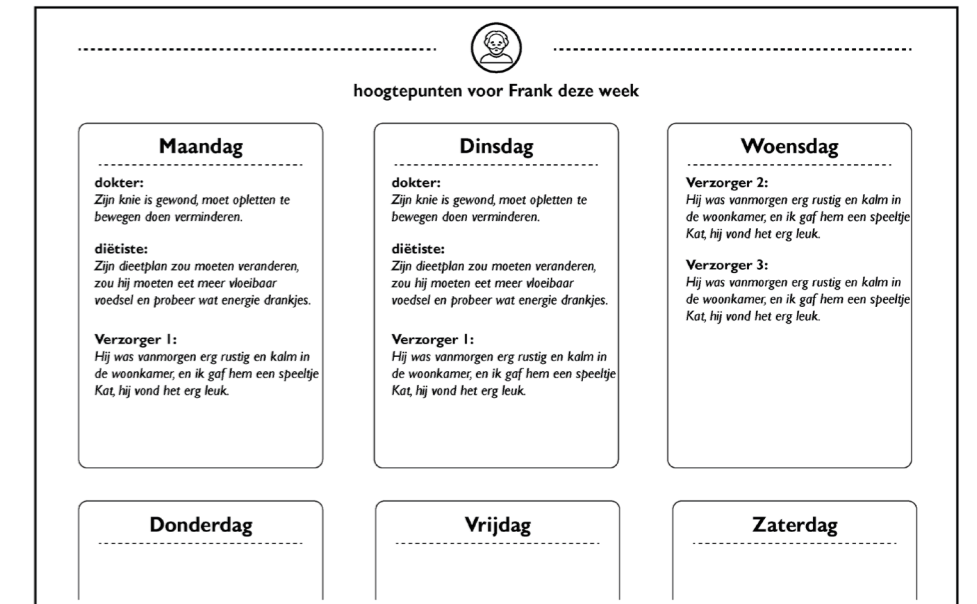 hoogtepunten voor Frank deze week
Maandag
dokter:
Zijn knie is gewond, moet opletten te
bewegen doen verminderen.
diëtiste:
Zijn dieetplan zou moeten veranderen,
zou hij moeten eet meer vloeibaar
voedsel en probeer wat energie drankjes.
Verzorger 1:
Hij was vanmorgen erg rustig en kalm in
de woonkamer, en ik gaf hem een speeltje
Kat, hij vond het erg leuk.
Dinsdag
dokter:
Zijn knie is gewond, moet opletten te
bewegen doen verminderen.
diëtiste:
Zijn dieetplan zou moeten veranderen,
zou hij moeten eet meer vloeibaar
voedsel en probeer wat energie drankjes.
Verzorger 1:
Hij was vanmorgen erg rustig en kalm in
de woonkamer, en ik gaf hem een speeltje
Kat, hij vond het erg leuk.
Woensdag
Verzorger 2:
Hij was vanmorgen erg rustig en kalm in
de woonkamer, en ik gaf hem een speeltje
Kat, hij vond het erg leuk.
Verzorger 3:
Hij was vanmorgen erg rustig en kalm in
de woonkamer, en ik gaf hem een speeltje
Kat, hij vond het erg leuk.
Donderdag
Vrijdag
Zaterdag